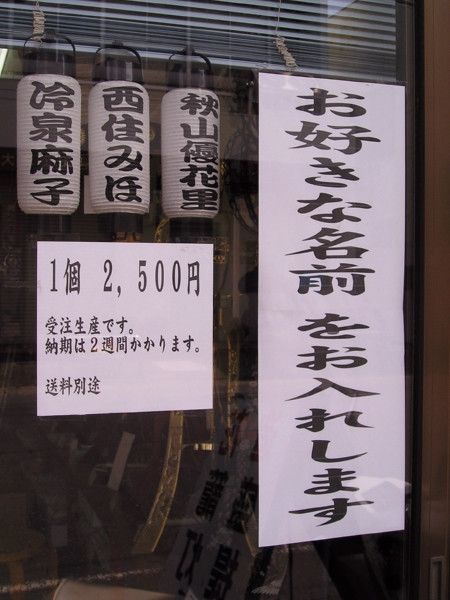 冷泉麻子
西住みほ
秋山優花里
お好きな名前をお入れします
1個 2,500円
受注生産です。
納期は2週間かかります。
送料別途